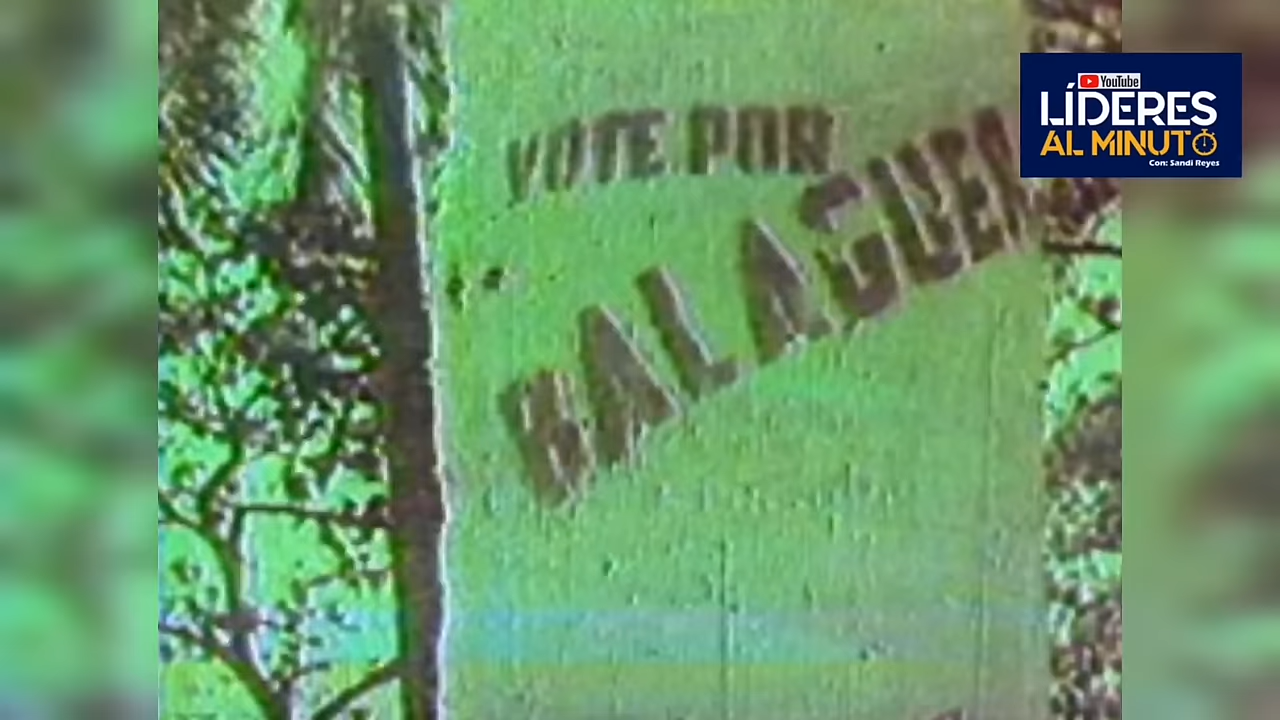 VOTE POR
BALAGUER
YouTube
LÍDERES
AL MINUTO
Con: Sandi Reyes